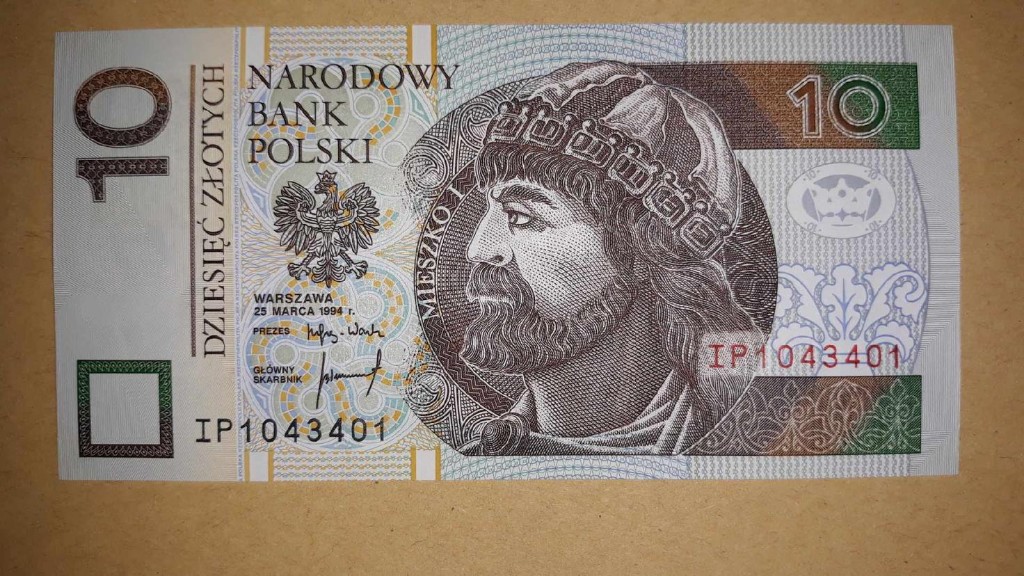 10
DZIESIĘĆ ZŁOTYCH
NARODOWY
BANK
POLSKI
WARSZAWA
25 MARCA 1994 r.
PREZES
GŁÓWNY
SKARBNIK
IP1043401
MIESZKO I
10
IP1043401